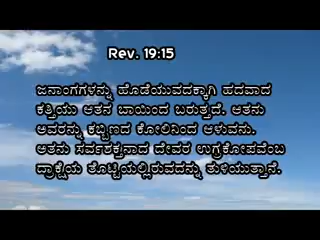 Rev. 19:15
ಜನಾಂಗಗಳನ್ನು ಹೊಡೆಯುವದಕ್ಕಾಗಿ ಹದವಾದ
ಕತ್ತಿಯು ಆತನ ಬಾಯಿಂದ ಬರುತ್ತದೆ. ಆತನು
ಅವರನ್ನು ಕಬ್ಬಿಣದ ಕೋಲಿನಿಂದ ಆಳುವನು.
ಆತನು ಸರ್ವಶಕ್ತನಾದ ದೇವರ ಉಗ್ರಕೋಪವೆಂಬ
ದ್ರಾಕ್ಷೆಯ ತೊಟ್ಟಿಯಲ್ಲಿರುವದನ್ನು ತುಳಿಯುತ್ತಾನೆ.